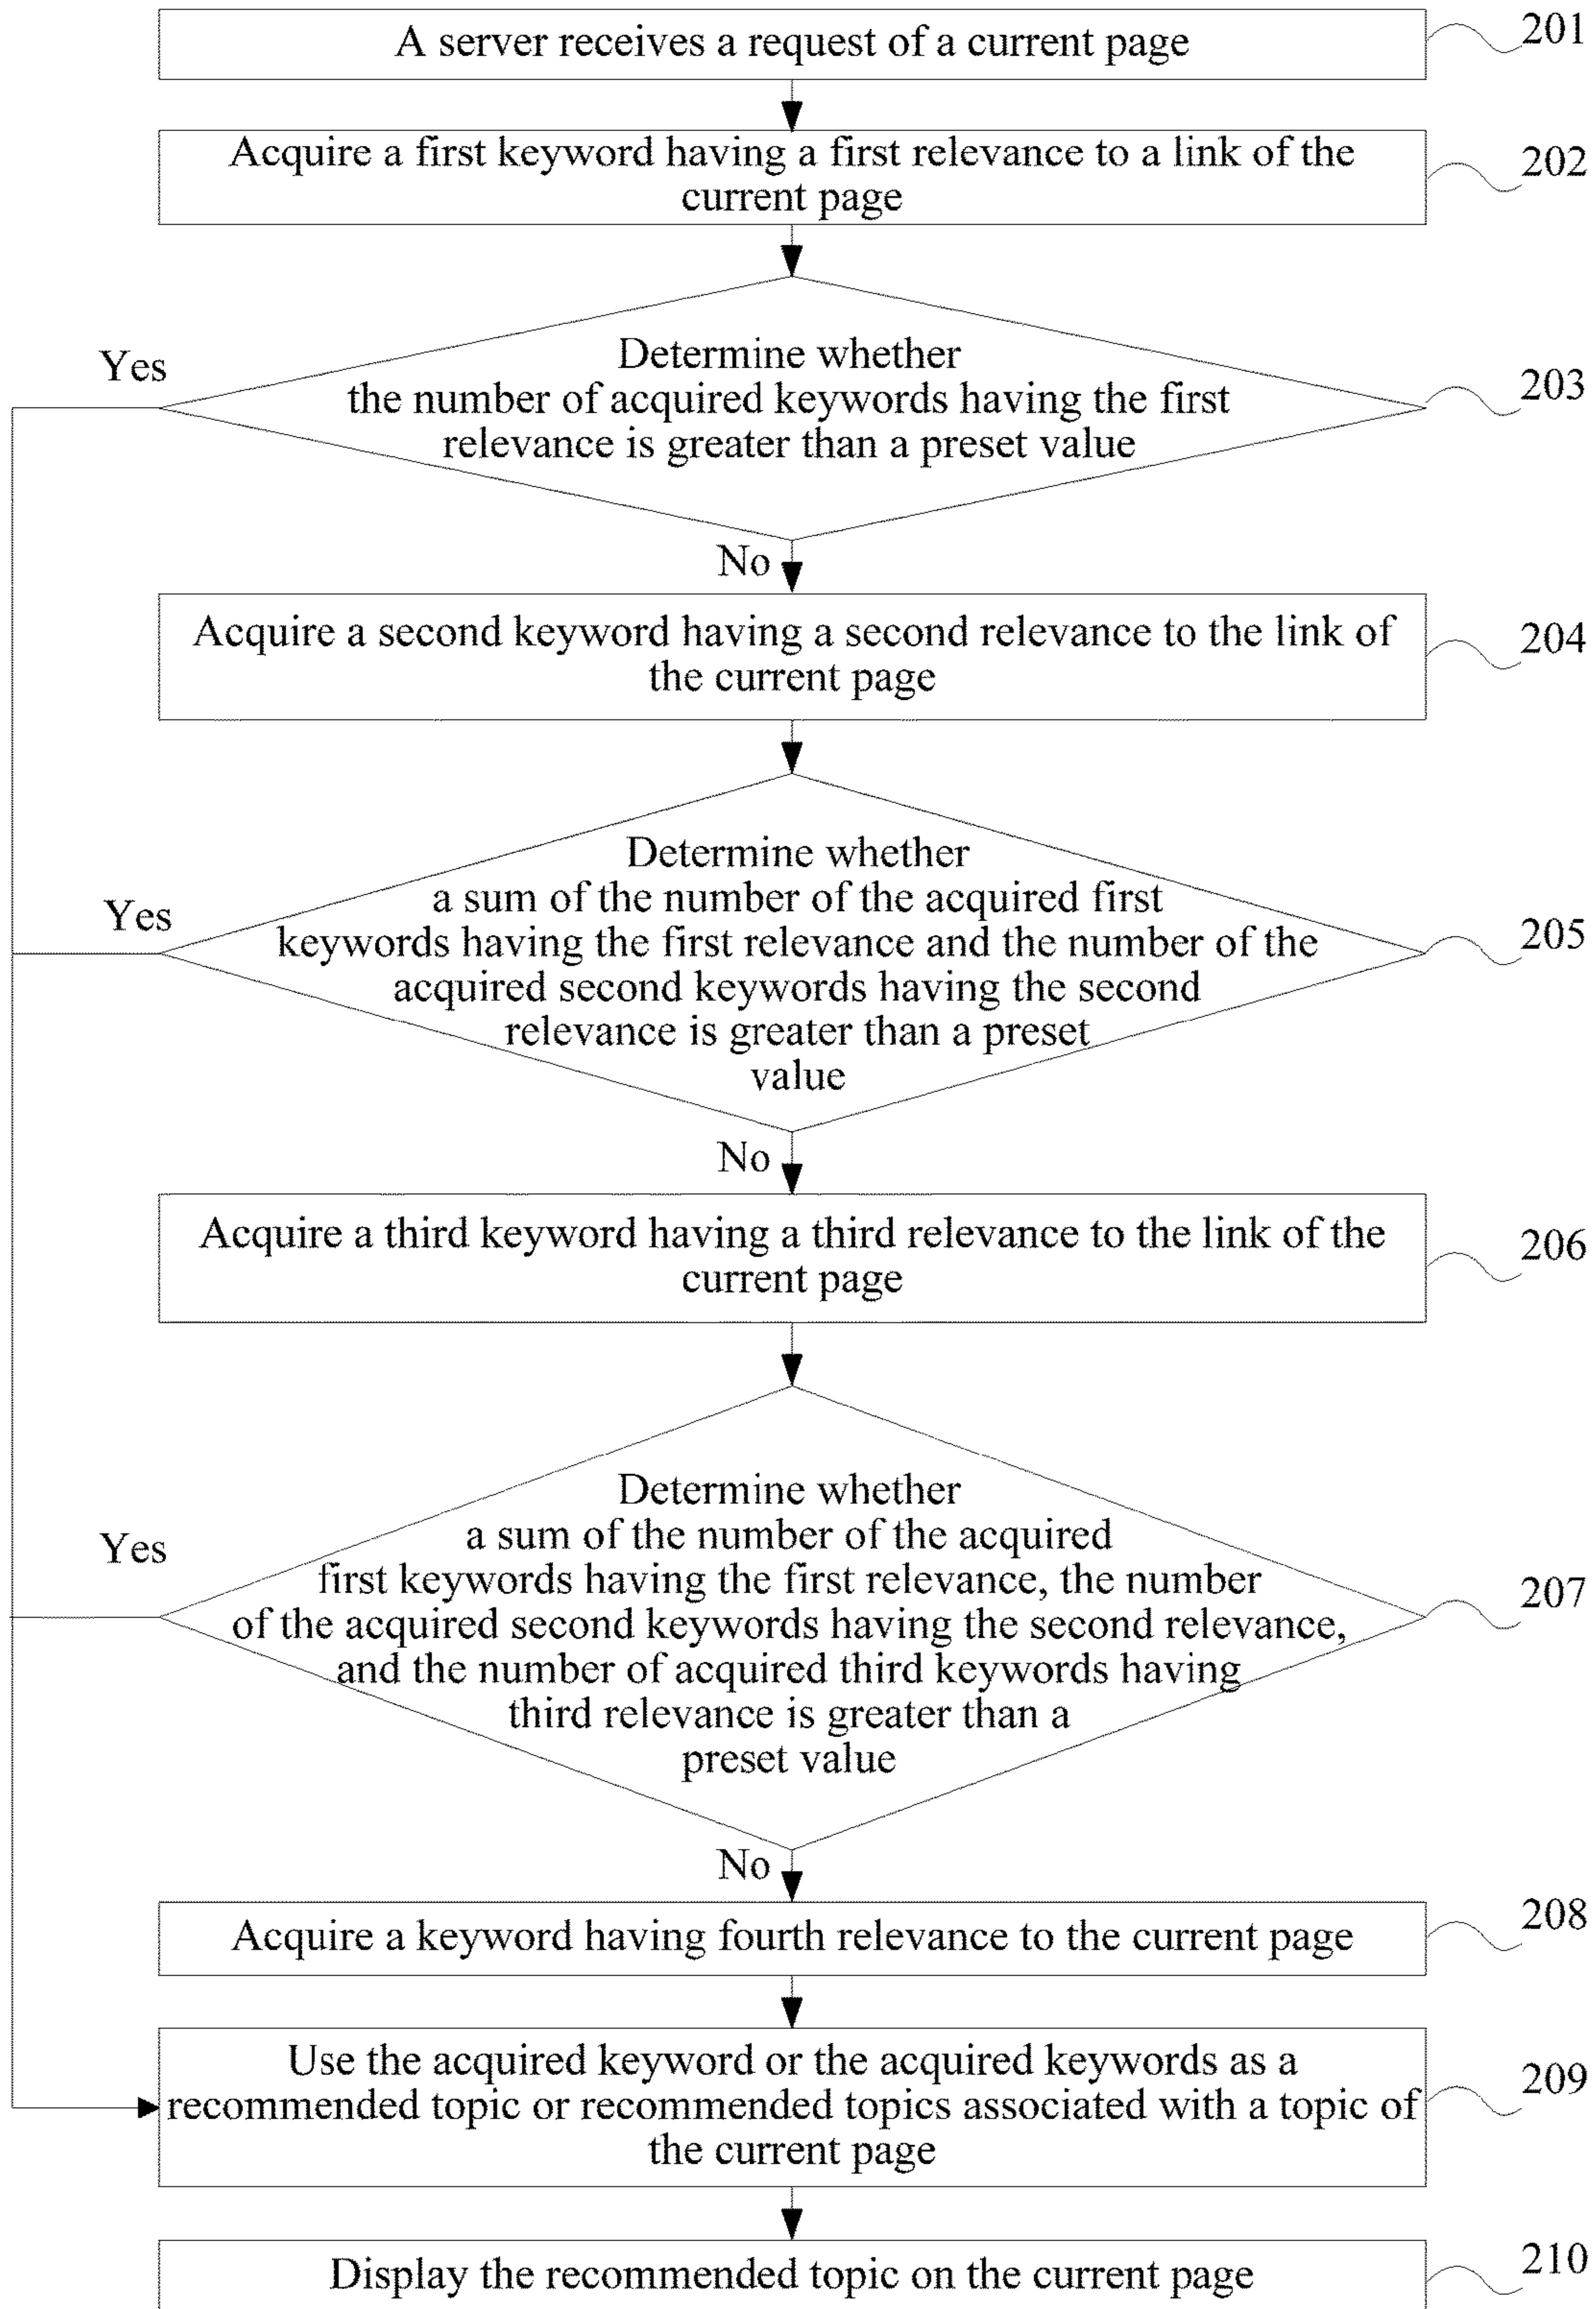 A server receives a request of a current page
201
Acquire a first keyword having a first relevance to a link of the
current page
202
Determine whether
the number of acquired keywords having the first
relevance is greater than a preset value
203
Yes
No
Acquire a second keyword having a second relevance to the link of
the current page
204
Determine whether
a sum of the number of the acquired first
keywords having the first relevance and the number of the
acquired second keywords having the second
relevance is greater than a preset
value
205
Yes
No
Acquire a third keyword having a third relevance to the link of the
current page
206
Determine whether
a sum of the number of the acquired
first keywords having the first relevance, the number
of the acquired second keywords having the second relevance,
and the number of acquired third keywords having
third relevance is greater than a
preset value
207
Yes
No
Acquire a keyword having fourth relevance to the current page
208
Use the acquired keyword or the acquired keywords as a
recommended topic or recommended topics associated with a topic of
the current page
209
Display the recommended topic on the current page
210